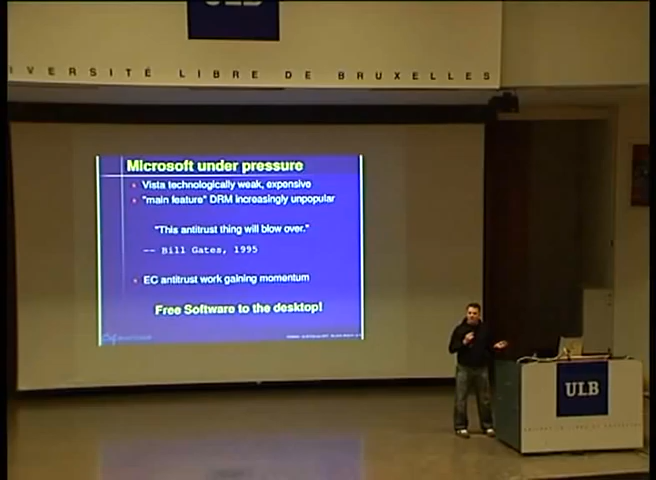 ULB
UNIVERSITÉ LIBRE DE BRUXELLES
Microsoft under pressure
Vista technologically weak, expensive
"main feature" DRM increasingly unpopular
"This antitrust thing will blow over."
-- Bill Gates, 1995
EC antitrust work gaining momentum
Free Software to the desktop!
ULB